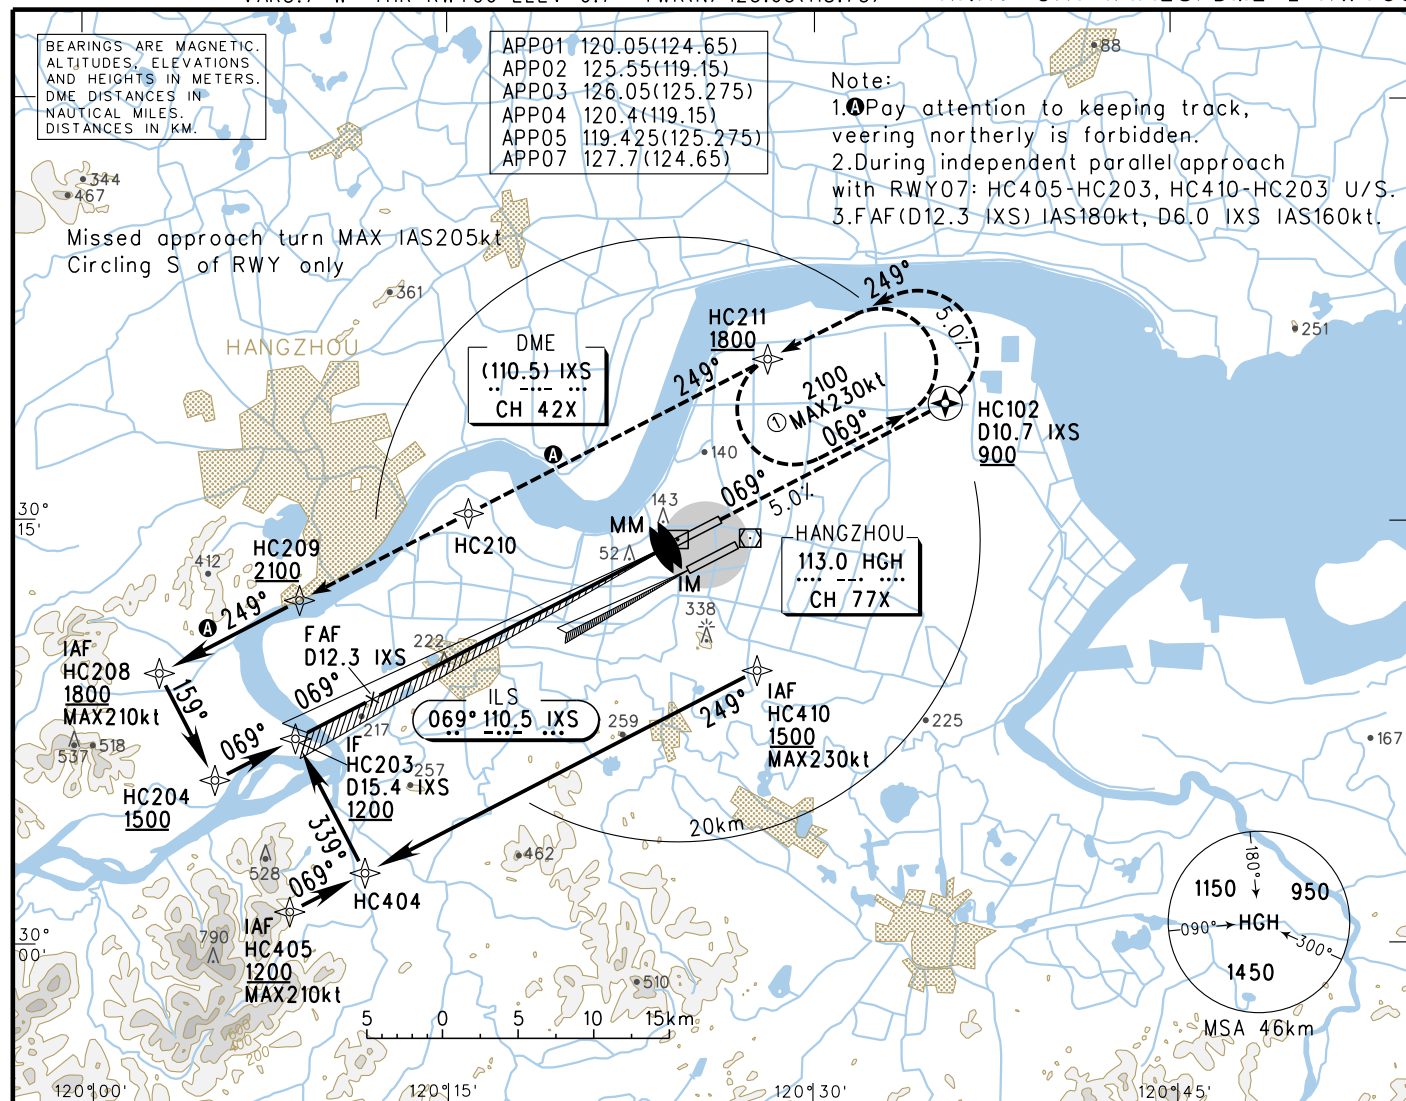 BEARINGS ARE MAGNETIC.
ALTITUDES, ELEVATIONS
AND HEIGHTS IN METERS.
DME DISTANCES IN
NAUTICAL MILES.
DISTANCES IN KM.
APP01 120.05(124.65)
APP02 125.55(119.15)
APP03 126.05(125.275)
APP04 120.4(119.15)
APP05 119.425(125.275)
APP07 127.7(124.65)
88
Note:
1.APay attention to keeping track,
veering northerly is forbidden.
2.During independent parallel approach
with RWY07: HC405-HC203, HC410-HC203 U/S.
3.FAF(D12.3 IXS) IAS180kt, D6.0 IXS IAS160kt.
344
467
Missed approach turn MAX IAS205kt
Circling S of RWY only
361
251
HANGZHOU
DME
(110.5) IXS
CH 42X
HC211
1800
249°
5.0%
249°
2100
① MAX230kt
069°
HC102
D10.7 IXS
900
A
140
069°
5.0%
143
MM
52
IM
HC210
HANGZHOU
113.0 HGH
CH 77X
30°
15'
412
HC209
2100
249°
A
338
FAF
D12.3 IXS
222
069°
IAF
HC208
1800
MAX210kt
159°
537
518
069°
HC204
1500
217
ILS
069° 110.5 IXS
IF
HC203
D15.4 IXS
1200
257
259
249°
IAF
HC410
1500
MAX230kt
225
167
20km
339°
462
528
069°
HC404
IAF
HC405
1200
MAX210kt
790
510
180°
1150
950
090°
HGH
300°
1450
MSA 46km
30°
00'
5 0 5 10 15km
200
120°00'
120°15'
120°30'
120°45'